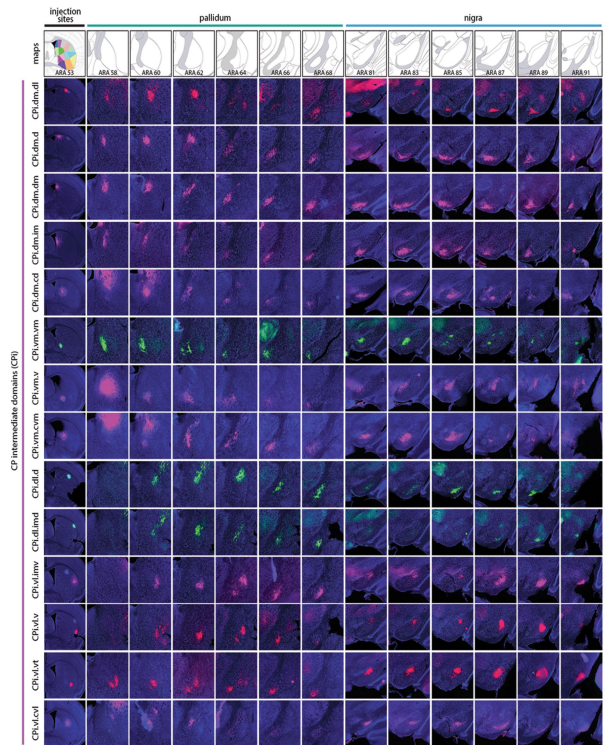 injection sites
pallidum
nigra
maps
ARA 53
ARA 58
ARA 60
ARA 62
ARA 64
ARA 66
ARA 68
ARA 81
ARA 83
ARA 85
ARA 87
ARA 89
ARA 91
CP intermediate domains (CPi)
CPi.dm.dl
CPi.dm.d
CPi.dm.dm
CPi.dm.im
CPi.dm.cd
CPi.vm.vm
CPi.vm.v
CPi.vm.cvm
CPi.dl.d
CPi.dl.imd
CPi.vl.imv
CPi.vl.v
CPi.vl.vt
CPi.vl.cvl